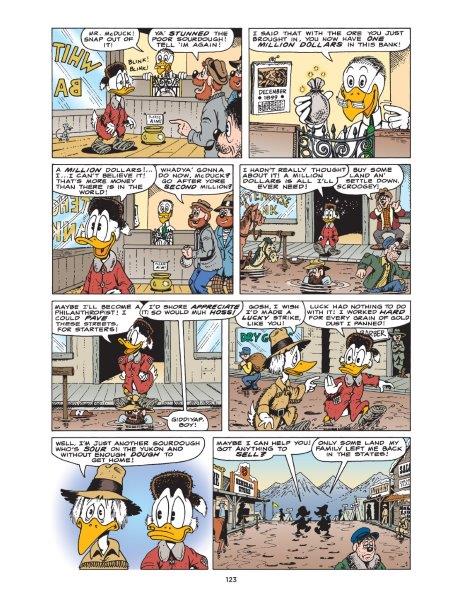 MR. McDUCK!
SNAP OUT OF
IT!
YA' STUNNED THE
POOR SOURDOUGH!
TELL 'IM AGAIN!
BLINK!
BLINK!
WHIT
BA
AIM!
I SAID THAT WITH THE ORE YOU JUST
BROUGHT IN, YOU NOW HAVE ONE
MILLION DOLLARS IN THIS BANK!
DECEMBER
1899
A MILLION DOLLARS!...
I...I CAN'T BELIEVE IT!
THAT'S MORE MONEY
THAN THERE IS IN THE
WORLD!
WHADYA' GONNA
DO NOW, McDUCK?
GO AFTER YORE
SECOND MILLION?
I HADN'T REALLY THOUGHT
ABOUT IT! A MILLION
DOLLARS IS ALL I'LL
EVER NEED!
BUY SOME
LAND AN'
SETTLE DOWN,
SCROOGEY!
MAYBE I'LL BECOME A
PHILANTHROPIST! I
COULD PAVE
THESE STREETS,
FOR STARTERS!
I'D SHORE APPRECIATE
IT! SO WOULD MUH HOSS!
GIDDIYAP,
BOY!
GOSH, I WISH
I'D MADE A
LUCKY STRIKE,
LIKE YOU!
LUCK HAD NOTHING TO DO
WITH IT! I WORKED HARD
FOR EVERY GRAIN OF GOLD
DUST I PANNED!
DRY G
BARBER
WELL, I'M JUST ANOTHER SOURDOUGH
WHO'S SOUR ON THE YUKON AND
WITHOUT ENOUGH DOUGH TO
GET HOME!
MAYBE I CAN HELP YOU!
GOT ANYTHING TO
SELL?
ONLY SOME LAND MY
FAMILY LEFT ME BACK
IN THE STATES!
GENERAL
STORE
123